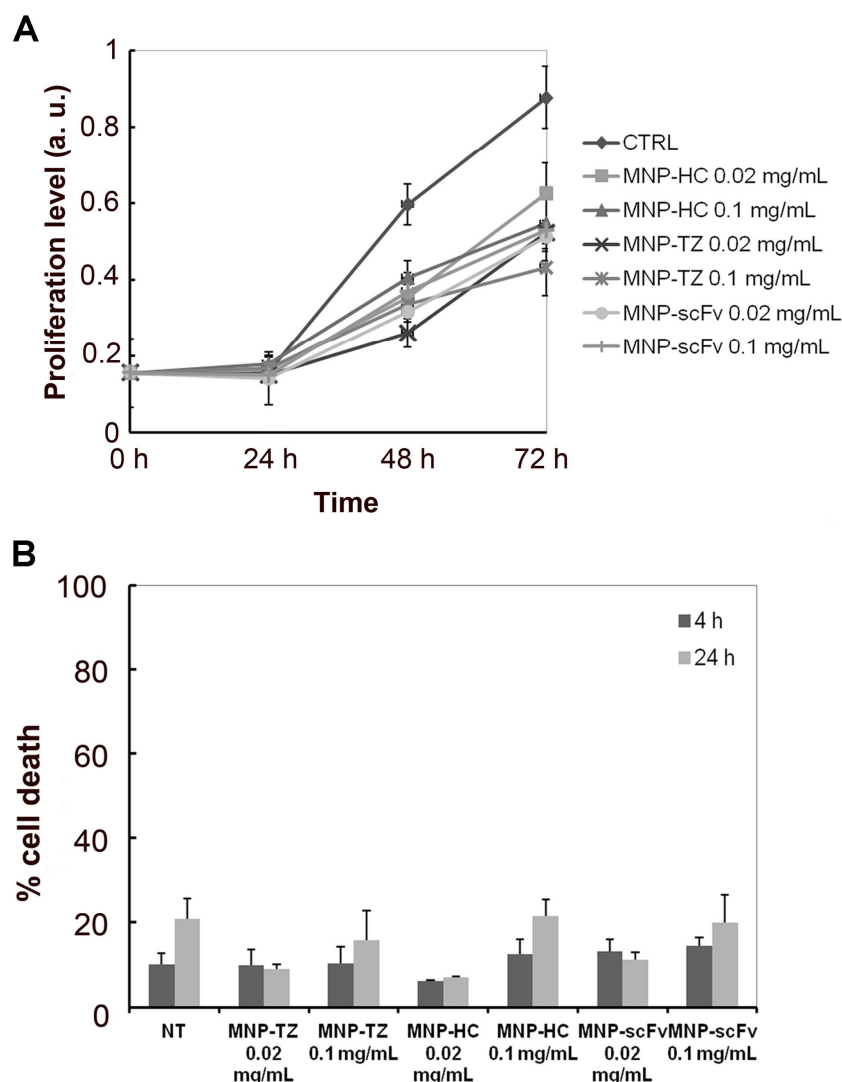 A
1
0.8
0.6
0.4
0.2
0
Proliferation level (a. u.)
0 h
24 h
48 h
72 h
Time
CTRL
MNP-HC 0.02 mg/mL
MNP-HC 0.1 mg/mL
MNP-TZ 0.02 mg/mL
MNP-TZ 0.1 mg/mL
MNP-scFv 0.02 mg/mL
MNP-scFv 0.1 mg/mL
B
100
80
60
40
20
0
% cell death
4 h
24 h
NT
MNP-TZ
0.02
mg/mL
MNP-TZ
0.1 mg/mL
MNP-HC
0.02
mg/mL
MNP-HC
0.1 mg/mL
MNP-scFv
0.02
mg/mL
MNP-scFv
0.1 mg/mL